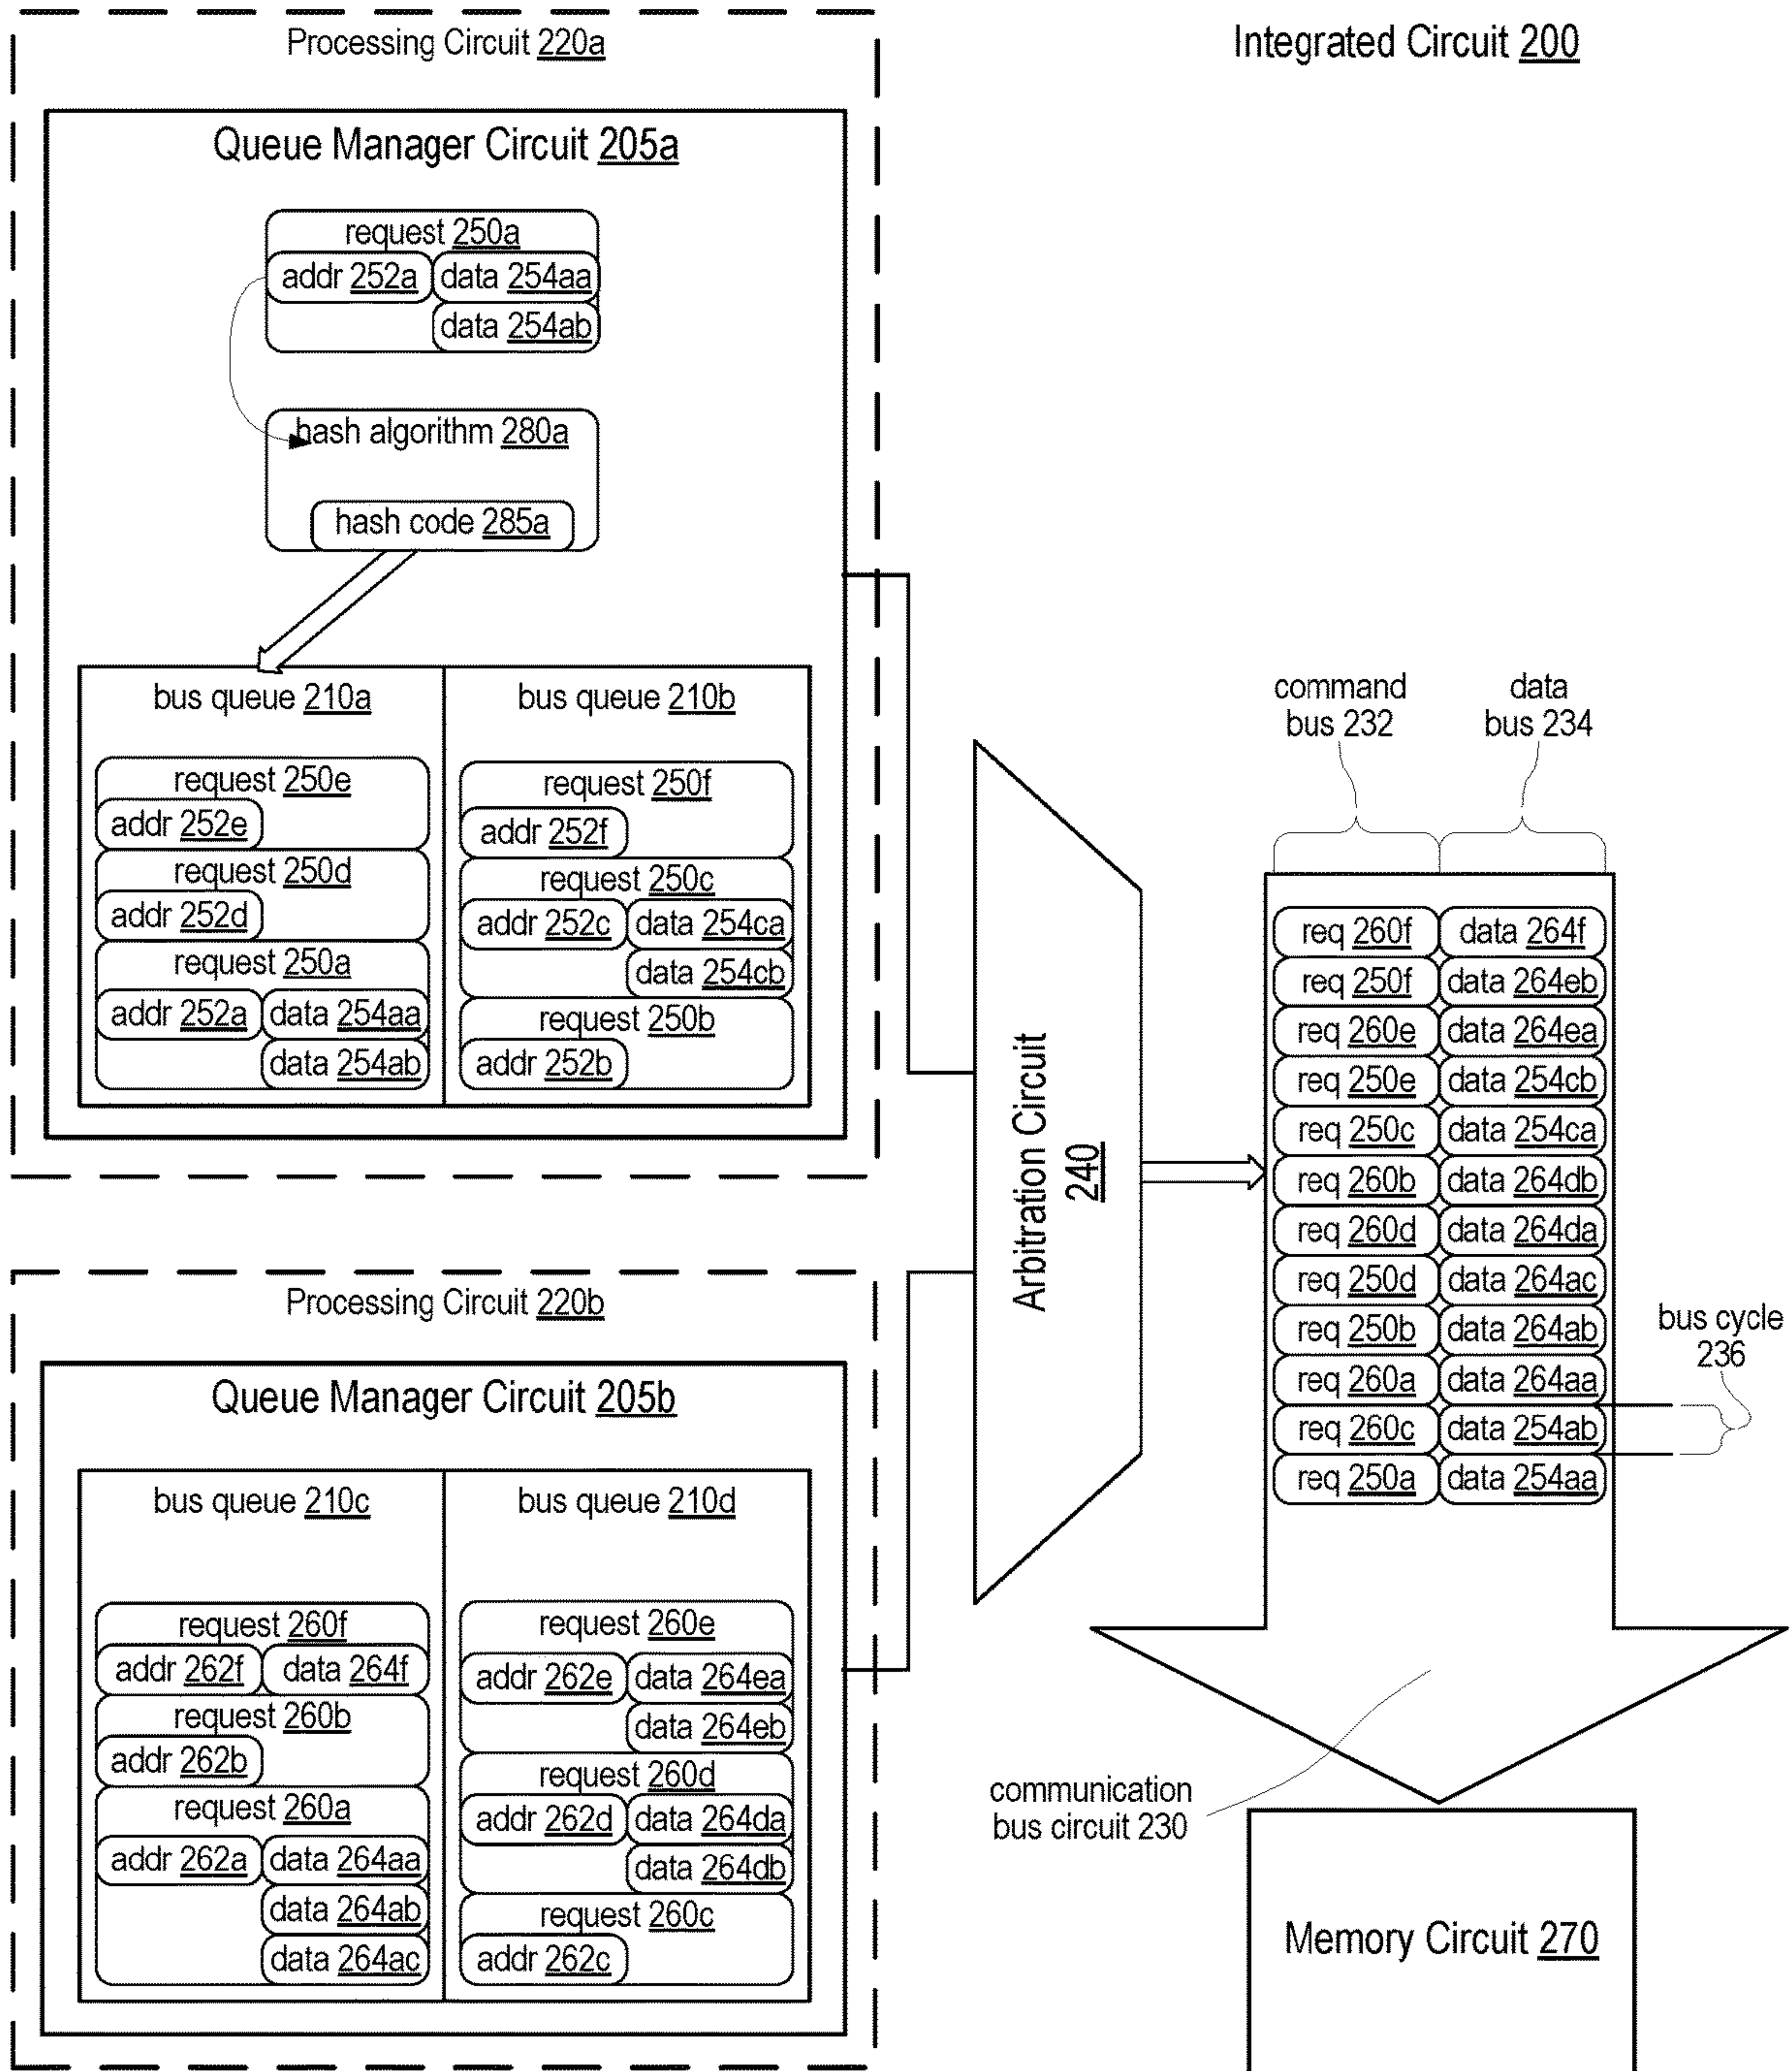 Processing Circuit 220a
Integrated Circuit 200
Queue Manager Circuit 205a
request 250a
addr 252a data 254aa
data 254ab
hash algorithm 280a
hash code 285a
bus queue 210a
request 250e
addr 252e
request 250d
addr 252d
request 250a
addr 252a data 254aa
data 254ab
bus queue 210b
request 250f
addr 252f
request 250c
addr 252c data 254ca
data 254cb
request 250b
addr 252b
Processing Circuit 220b
Queue Manager Circuit 205b
bus queue 210c
request 260f
addr 262f data 264f
request 260b
addr 262b
request 260a
addr 262a data 264aa
data 264ab
data 264ac
bus queue 210d
request 260e
addr 262e data 264ea
data 264eb
request 260d
addr 262d data 264da
data 264db
request 260c
addr 262c
Arbitration Circuit
240
command
bus 232
data
bus 234
req 260f data 264f
req 250f data 264eb
req 260e data 264ea
req 250e data 254cb
req 250c data 254ca
req 260b data 264db
req 260d data 264da
req 250d data 264ac
req 250b data 264ab
req 260a data 264aa
req 260c data 254ab
req 250a data 254aa
bus cycle
236
communication
bus circuit 230
Memory Circuit 270